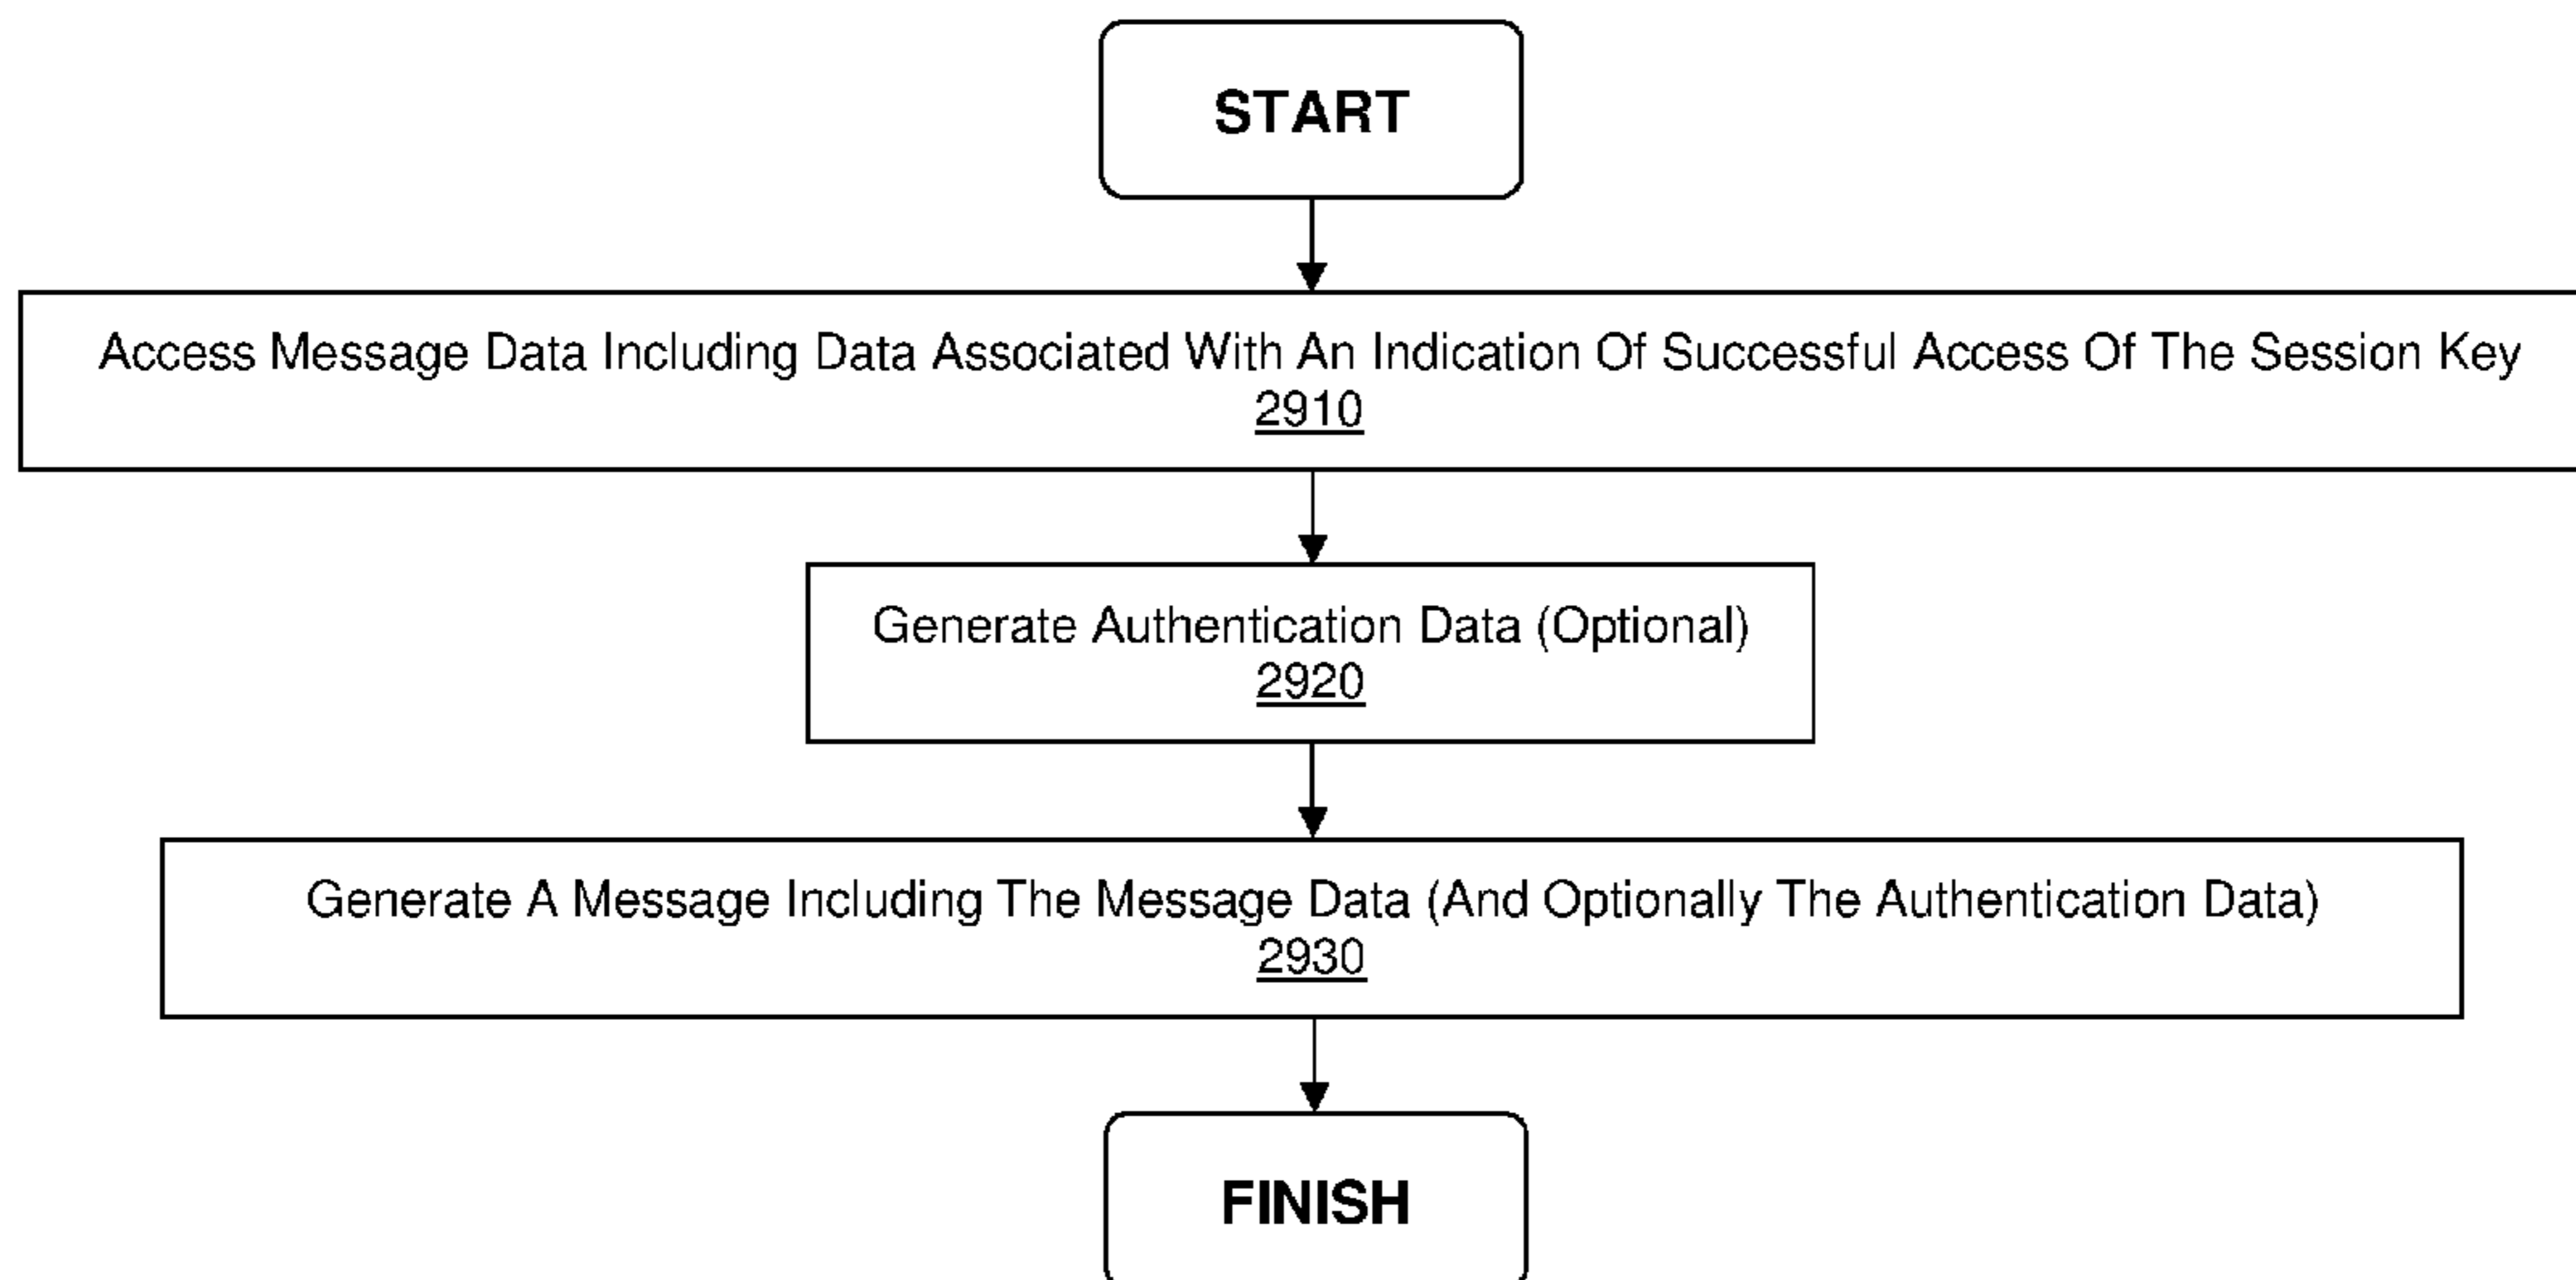 START
Access Message Data Including Data Associated With An Indication Of Successful Access Of The Session Key
2910
Generate Authentication Data (Optional)
2920
Generate A Message Including The Message Data (And Optionally The Authentication Data)
2930
FINISH